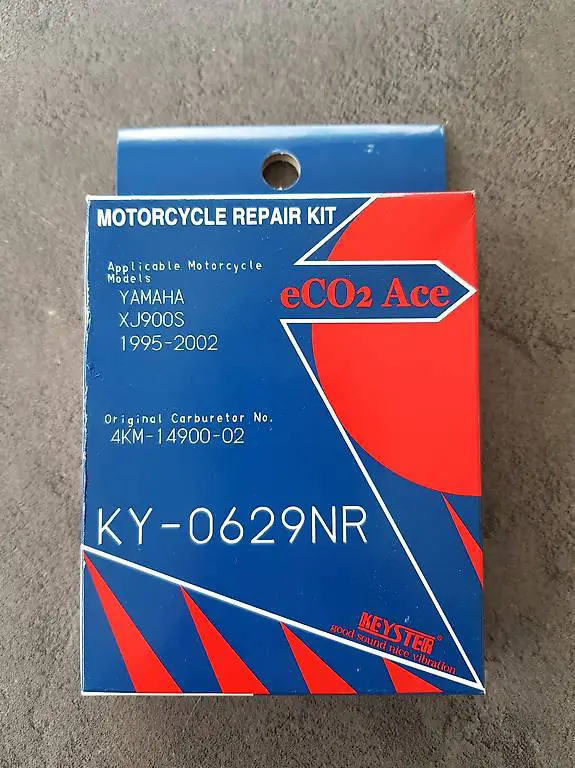 MOTORCYCLE REPAIR KIT
Applicable Motorcycle
Models
YAMAHA
XJ900S
1995-2002
eCO2 Ace
Original Carburetor No.
4KM-14900-02
KY-0629NR
KEYSTER®
good sound nice vibration